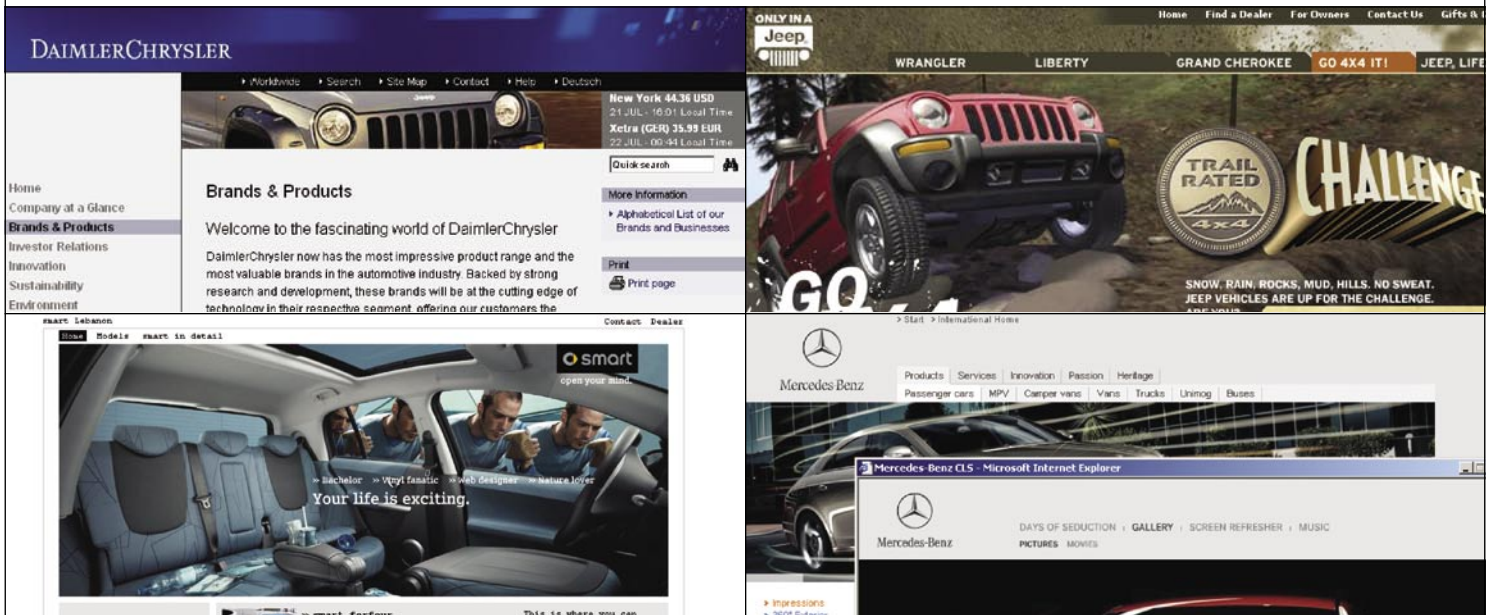 DAIMLERCHRYSLER
Worldwide Search Site Map Contact Help Deutsch
New York 44.36 USD
21 JUL - 16:01 Local Time
Xetra (GER) 35.99 EUR
22 JUL - 09:44 Local Time
Quick search
Home
Company at a Glance
Brands & Products
Investor Relations
Innovation
Sustainability
Environment
Brands & Products
Welcome to the fascinating world of DaimlerChrysler
DaimlerChrysler now has the most impressive product range and the
most valuable brands in the automotive industry. Backed by strong
research and development, these brands will be at the cutting edge of
technology in their respective segment, offering our customers the
More Information
Alphabetical List of our
Brands and Businesses
Print
Print page
ONLY IN A
Jeep
Home Find a Dealer For Owners Contact Us Gifts &
WRANGLER LIBERTY GRAND CHEROKEE GO 4X4 IT! JEEP, LIFE
TRAIL
RATED
4x4
CHALLENGE
GO
SNOW, RAIN, ROCKS, MUD, HILLS. NO SWEAT.
JEEP VEHICLES ARE UP FOR THE CHALLENGE.
ARE YOU?
smart Lebanon
Contact Dealer
Home Models smart in detail
smart
open your mind.
>> Bachelor >> Vinyl fanatic >> Web designer >> Nature lover
Your life is exciting.
>> smart forfour
This is where you can
> Start > International Home
Mercedes-Benz
Products Services Innovation Passion Heritage
Passenger cars MPV Camper vans Vans Trucks Unimog Buses
Mercedes-Benz CLS - Microsoft Internet Explorer
Mercedes-Benz
DAYS OF SEDUCTION GALLERY SCREEN REFRESHER MUSIC
PICTURES MOVIES
Impressions